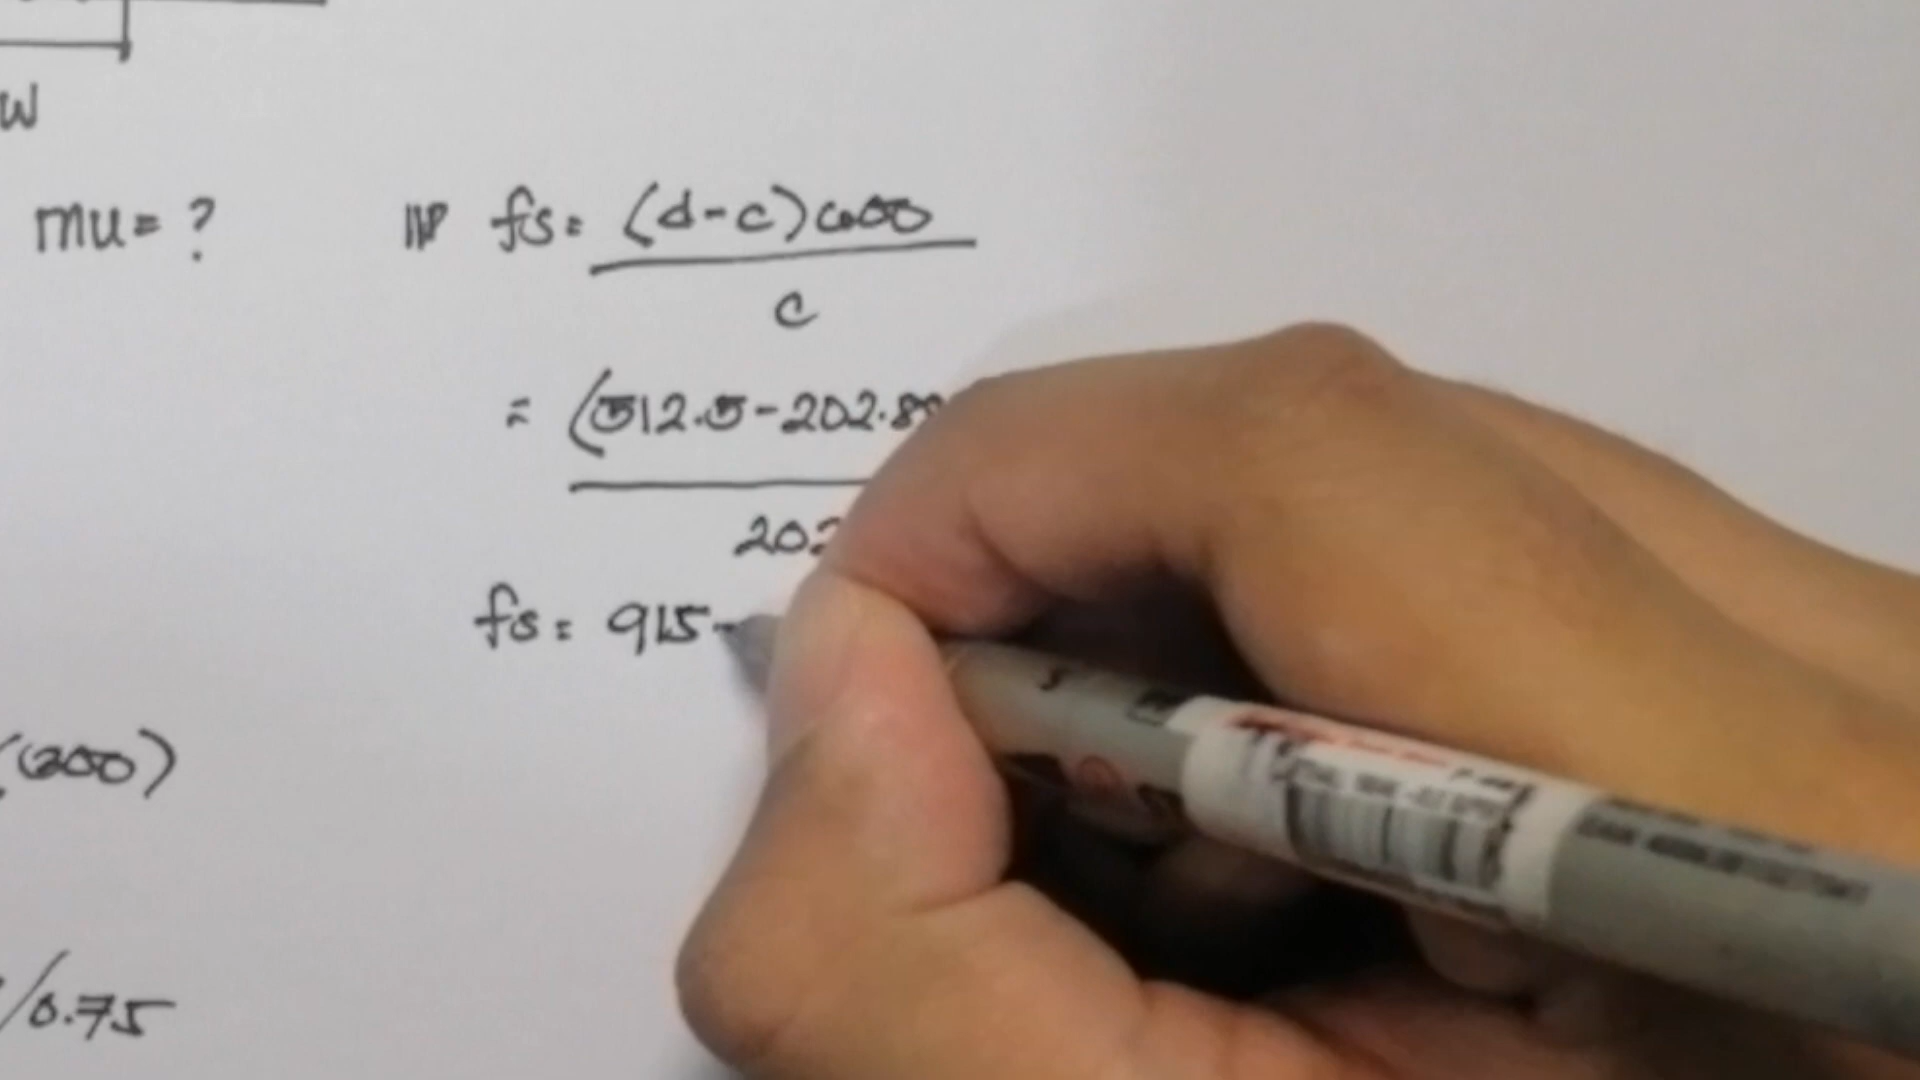 W
mu = ? fs = (d-c)600
c
= (512.5-202.8
202
fs = 915.
(200)
/0.75